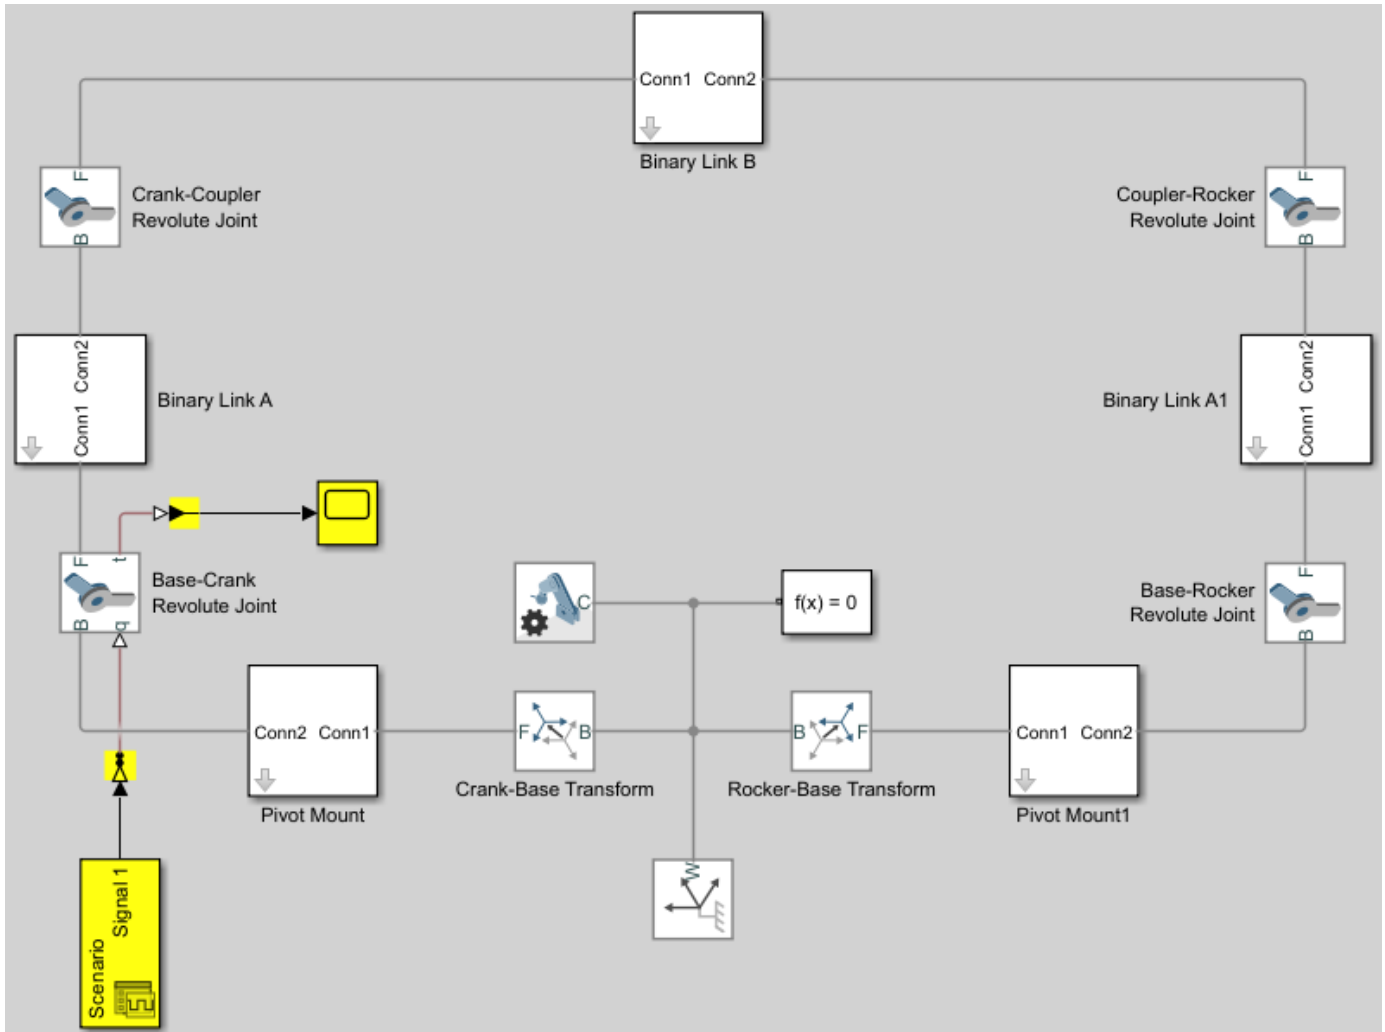 Conn1 Conn2
Binary Link B
F
B
Crank-Coupler
Revolute Joint
Coupler-Rocker
Revolute Joint
F
B
Conn1 Conn2
Binary Link A
Binary Link A1
Conn1 Conn2
F
t
B
q
Base-Crank
Revolute Joint
C
f(x) = 0
Base-Rocker
Revolute Joint
F
B
Conn2 Conn1
Pivot Mount
F
B
Crank-Base Transform
B
F
Rocker-Base Transform
Conn1 Conn2
Pivot Mount1
W
Scenario
Signal 1